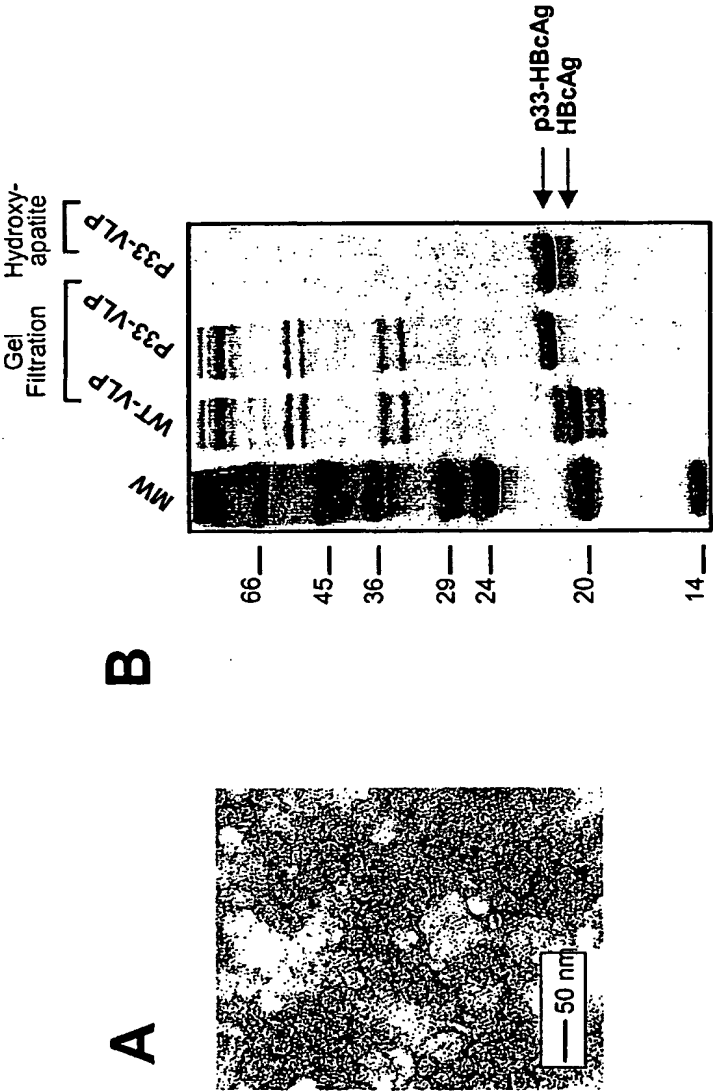 A
50 nm
B
Gel
Filtration
Hydroxy-
apatite
MW
WT-VLP
P33-VLP
P33-VLP
66
45
36
29
24
20
14
p33-HBcAg
HBcAg